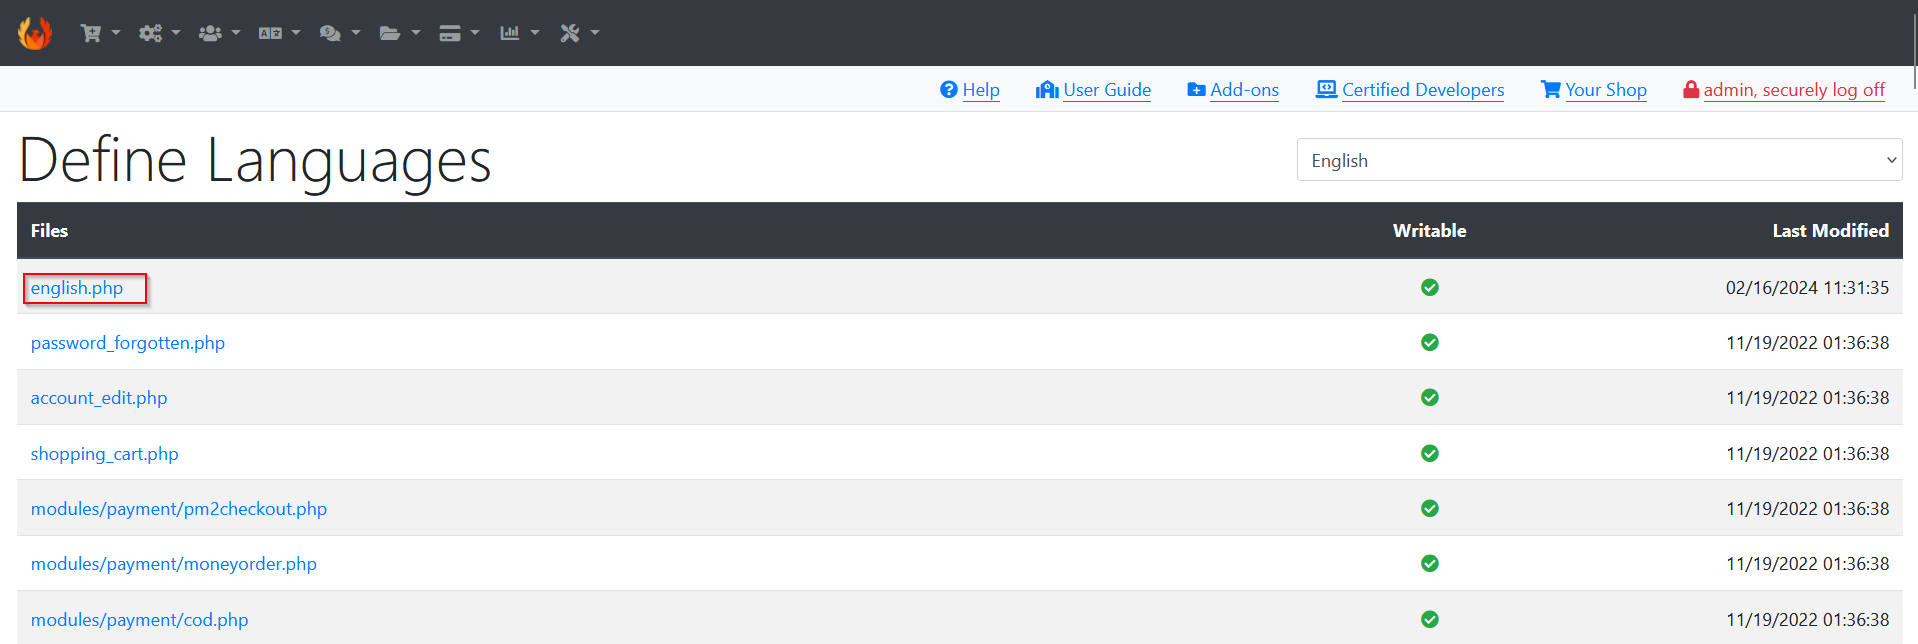 Help User Guide Add-ons Certified Developers Your Shop admin, securely log off
Define Languages English
Files Writable Last Modified
english.php 02/16/2024 11:31:35
password_forgotten.php 11/19/2022 01:36:38
account_edit.php 11/19/2022 01:36:38
shopping_cart.php 11/19/2022 01:36:38
modules/payment/pm2checkout.php 11/19/2022 01:36:38
modules/payment/moneyorder.php 11/19/2022 01:36:38
modules/payment/cod.php 11/19/2022 01:36:38